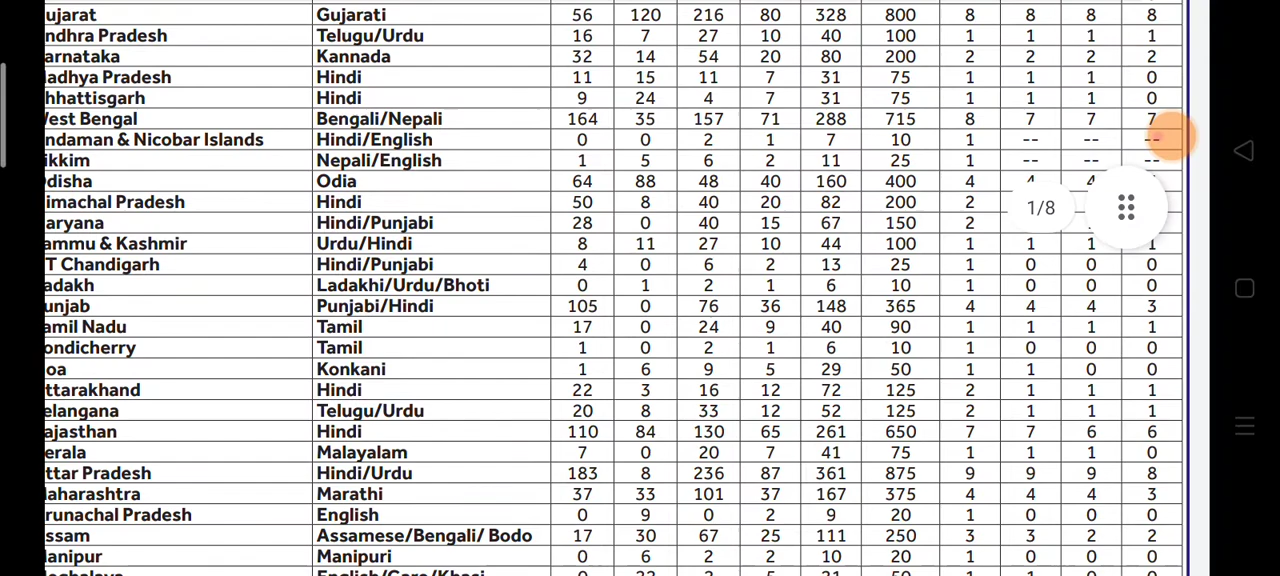 ujarat Gujarati 56 120 216 80 328 800 8 8 8 8
ndhra Pradesh Telugu/Urdu 16 7 27 10 40 100 1 1 1 1
arnataka Kannada 32 14 54 20 80 200 2 2 2 2
adhya Pradesh Hindi 11 15 11 7 31 75 1 1 1 0
hhattisgarh Hindi 9 24 4 7 31 75 1 1 1 0
West Bengal Bengali/Nepali 164 35 157 71 288 715 8 7 7 7
ndaman & Nicobar Islands Hindi/English 0 0 2 1 7 10 1 -- -- --
ikkim Nepali/English 1 5 6 2 11 25 1 -- -- --
disha Odia 64 88 48 40 160 400 4 4 4
imachal Pradesh Hindi 50 8 40 20 82 200 2
aryana Hindi/Punjabi 28 0 40 15 67 150 2
1/8
ammu & Kashmir Urdu/Hindi 8 11 27 10 44 100 1 1 1 1
T Chandigarh Hindi/Punjabi 4 0 6 2 13 25 1 0 0 0
adakh Ladakhi/Urdu/Bhoti 0 1 2 1 6 10 1 0 0 0
unjab Punjabi/Hindi 105 0 76 36 148 365 4 4 4 3
amil Nadu Tamil 17 0 24 9 40 90 1 1 1 1
ondicherry Tamil 1 0 2 1 6 10 1 0 0 0
oa Konkani 1 6 9 5 29 50 1 1 0 0
ttarakhand Hindi 22 3 16 12 72 125 2 1 1 1
elangana Telugu/Urdu 20 8 33 12 52 125 2 1 1 1
ajasthan Hindi 110 84 130 65 261 650 7 7 6 6
erala Malayalam 7 0 20 7 41 75 1 1 1 0
ttar Pradesh Hindi/Urdu 183 8 236 87 361 875 9 9 9 8
aharashtra Marathi 37 33 101 37 167 375 4 4 4 3
runachal Pradesh English 0 9 0 2 9 20 1 0 0 0
ssam Assamese/Bengali/ Bodo 17 30 67 25 111 250 3 3 2 2
anipur Manipuri 0 6 2 2 10 20 1 0 0 0
eghalaya English/Garo/Khasi 0 5 50 1 1 0 0